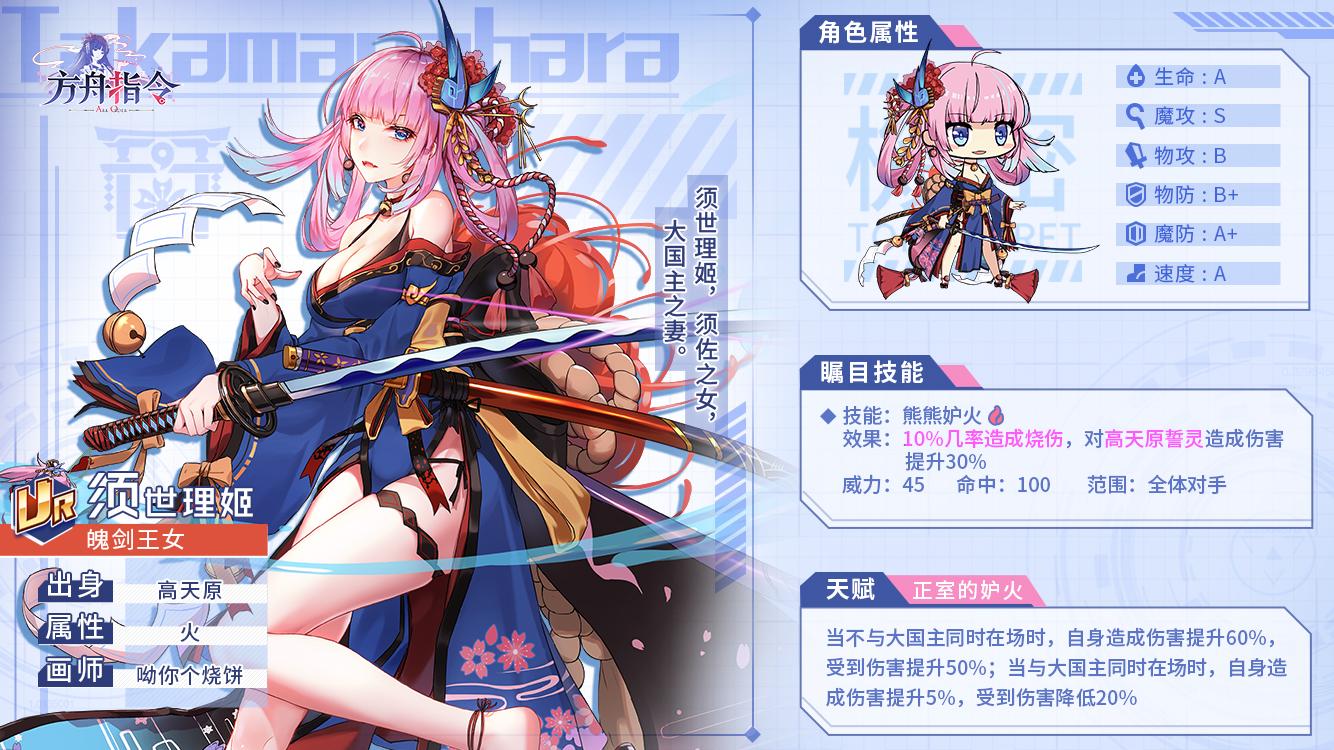 Takamagahara
方舟指令
ARK ORDER
须世理姬，须佐之女，
大国主之妻。
UR
须世理姬
魄剑王女
出身 高天原
属性 火
画师 呦你个烧饼
角色属性
机密
TOP SECRET
生命：A
魔攻：S
物攻：B
物防：B+
魔防：A+
速度：A
瞩目技能
技能：熊熊妒火
效果：10%几率造成烧伤，对高天原誓灵造成伤害
提升30%
威力：45 命中：100 范围：全体对手
天赋 正室的妒火
当不与大国主同时在场时，自身造成伤害提升60%，
受到伤害提升50%；当与大国主同时在场时，自身造
成伤害提升5%，受到伤害降低20%